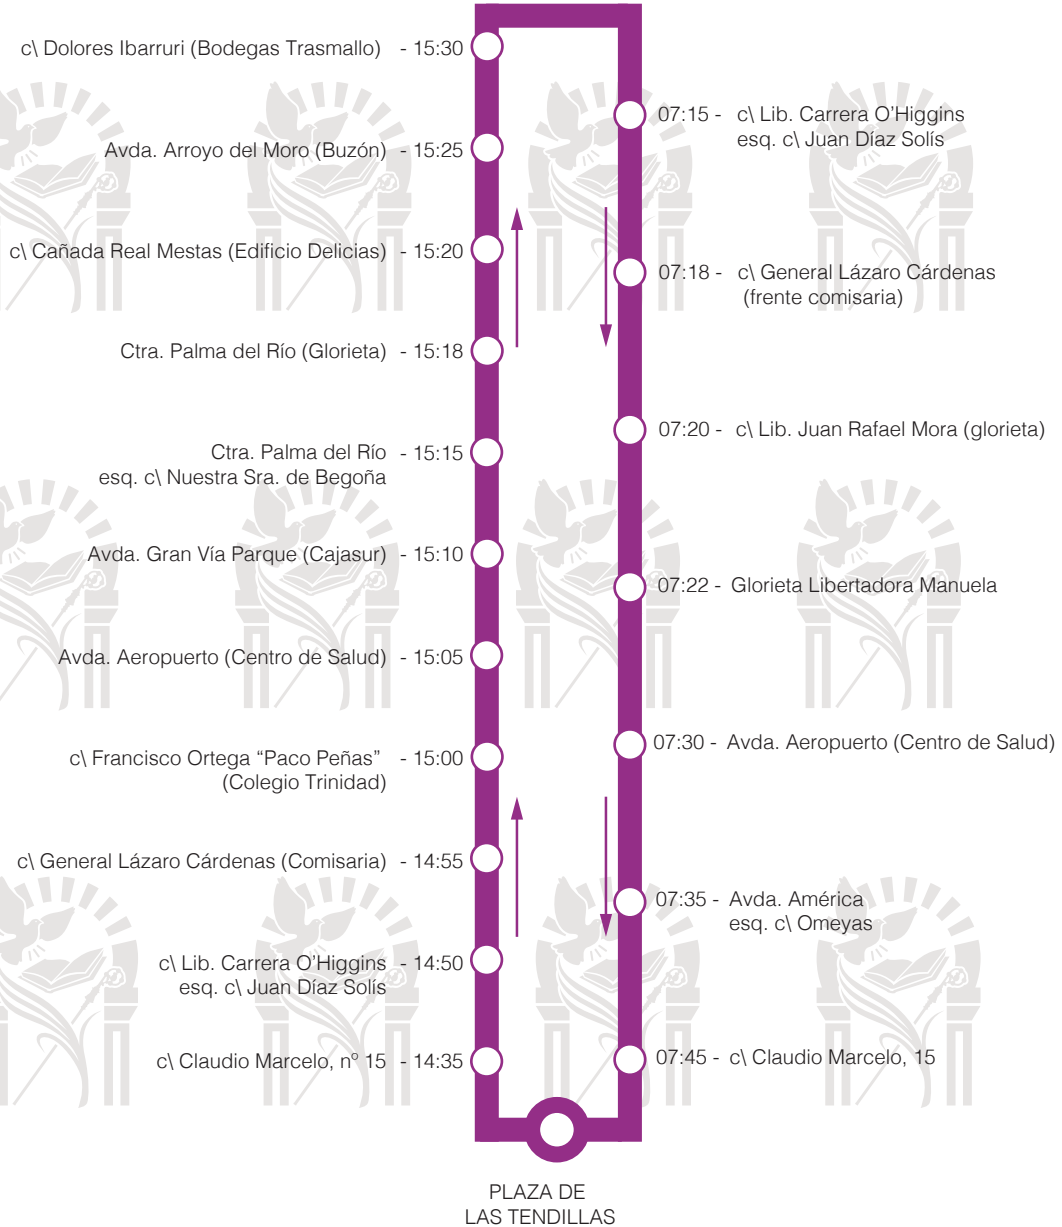 c\ Dolores Ibarruri (Bodegas Trasmallo) - 15:30
Avda. Arroyo del Moro (Buzón) - 15:25
c\ Cañada Real Mestas (Edificio Delicias) - 15:20
Ctra. Palma del Río (Glorieta) - 15:18
Ctra. Palma del Río - 15:15
esq. c\ Nuestra Sra. de Begoña
Avda. Gran Vía Parque (Cajasur) - 15:10
Avda. Aeropuerto (Centro de Salud) - 15:05
c\ Francisco Ortega “Paco Peñas” - 15:00
(Colegio Trinidad)
c\ General Lázaro Cárdenas (Comisaria) - 14:55
c\ Lib. Carrera O'Higgins - 14:50
esq. c\ Juan Díaz Solís
c\ Claudio Marcelo, nº 15 - 14:35
07:15 - c\ Lib. Carrera O'Higgins
esq. c\ Juan Díaz Solís
07:18 - c\ General Lázaro Cárdenas
(frente comisaria)
07:20 - c\ Lib. Juan Rafael Mora (glorieta)
07:22 - Glorieta Libertadora Manuela
07:30 - Avda. Aeropuerto (Centro de Salud)
07:35 - Avda. América
esq. c\ Omeyas
07:45 - c\ Claudio Marcelo, 15
PLAZA DE
LAS TENDILLAS